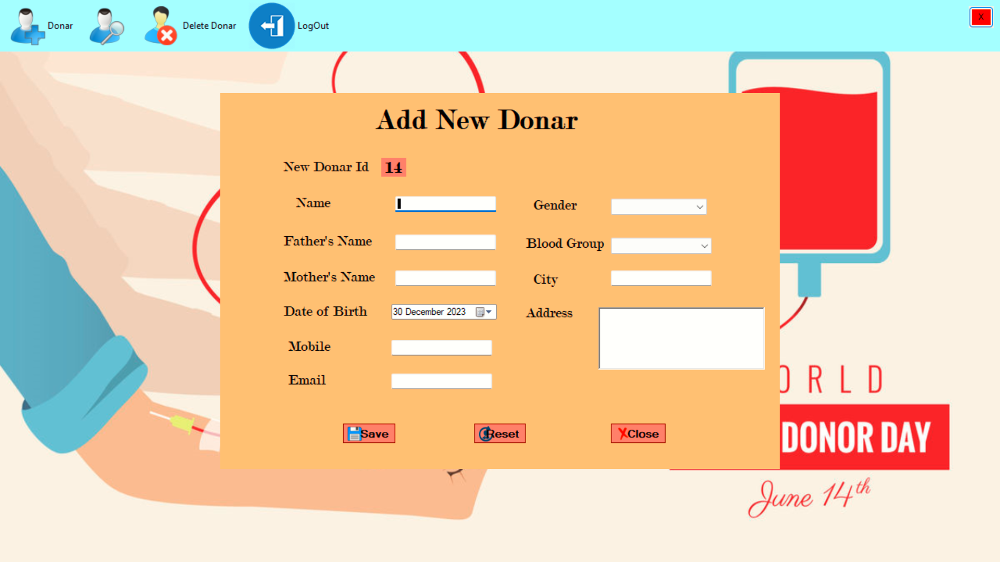 Donar
Delete Donar
LogOut
X
Add New Donar
New Donar Id 14
Name
Gender
Father's Name
Blood Group
Mother's Name
City
Date of Birth 30 December 2023
Address
Mobile
Email
ORLD
DONOR DAY
June 14th
Save
Reset
Close